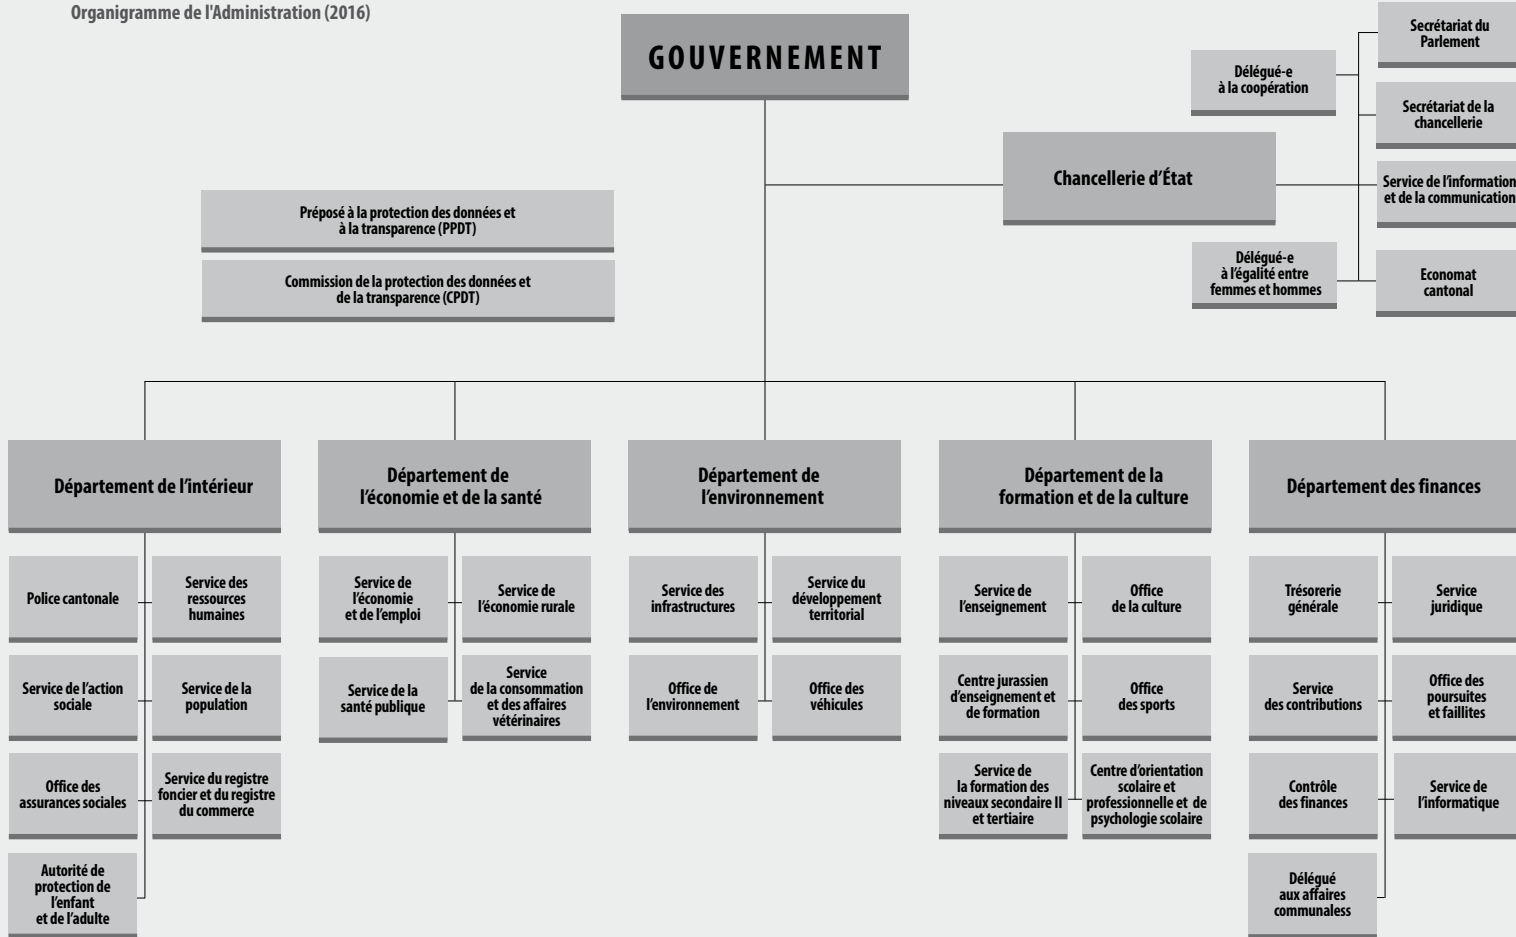 Organigramme de l'Administration (2016)
GOUVERNEMENT
Secrétariat du
Parlement
Délégué-e
à la coopération
Secrétariat de la
chancellerie
Chancellerie d'État
Service de l'information
et de la communication
Préposé à la protection des données et
à la transparence (PPDT)
Commission de la protection des données et
de la transparence (CPDT)
Délégué-e
à l'égalité entre
femmes et hommes
Economat
cantonal
Département de l'intérieur
Département de
l'économie et de la santé
Département de
l'environnement
Département de la
formation et de la culture
Département des finances
Police cantonale
Service des
ressources
humaines
Service de l'action
sociale
Service de la
population
Office des
assurances sociales
Service du registre
foncier et du registre
du commerce
Autorité de
protection de
l'enfant
et de l'adulte
Service de
l'économie
et de l'emploi
Service de
l'économie rurale
Service de la
santé publique
Service
de la consommation
et des affaires
vétérinaires
Service des
infrastructures
Service du
développement
territorial
Office de
l'environnement
Office des
véhicules
Service de
l'enseignement
Office
de la culture
Centre jurassien
d'enseignement et
de formation
Office
des sports
Service de
la formation des
niveaux secondaire II
et tertiaire
Centre d'orientation
scolaire et
professionnelle et de
psychologie scolaire
Trésorerie
générale
Service
juridique
Service
des contributions
Office des
poursuites
et faillites
Contrôle
des finances
Service de
l'informatique
Délégué
aux affaires
communaless